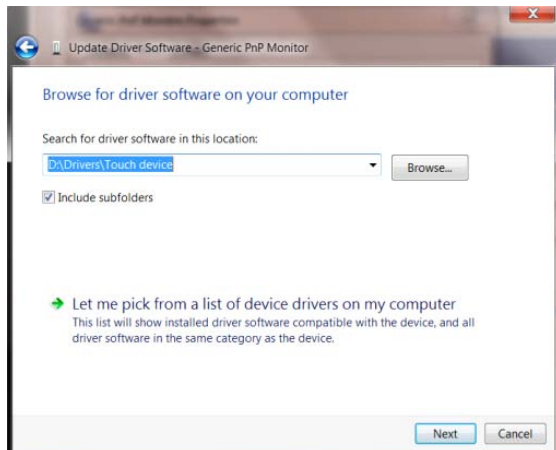 Update Driver Software - Generic PnP Monitor
Browse for driver software on your computer
Search for driver software in this location:
D:\Drivers\Touch device
Browse...
Include subfolders
Let me pick from a list of device drivers on my computer
This list will show installed driver software compatible with the device, and all
driver software in the same category as the device.
Next
Cancel